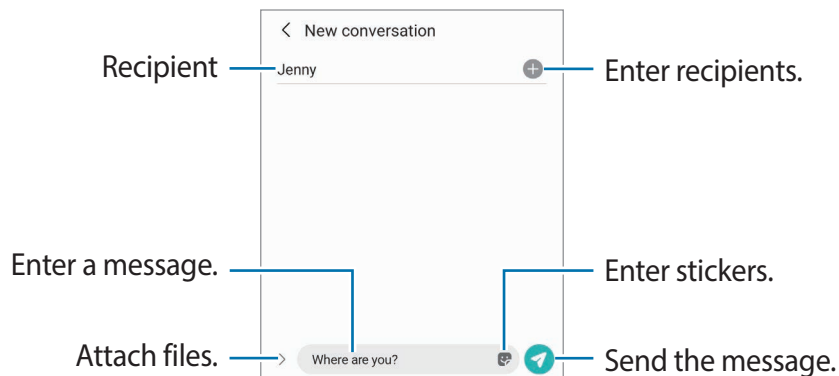 New conversation
Recipient
Jenny
Enter recipients.
Enter a message.
Enter stickers.
Attach files.
Where are you?
Send the message.